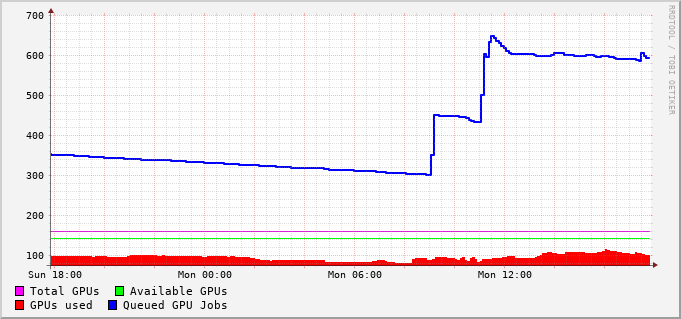 700
600
500
400
300
200
100
Sun 18:00 Mon 00:00 Mon 06:00 Mon 12:00
Total GPUs Available GPUs
GPUs used Queued GPU Jobs
RRDTOOL / TOBI OETIKER